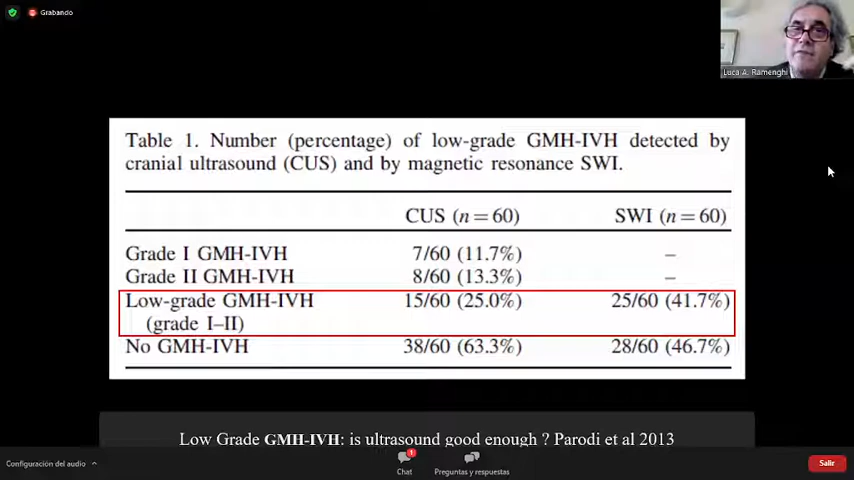 Grabando
Luca A. Ramenghi
Table 1. Number (percentage) of low-grade GMH-IVH detected by
cranial ultrasound (CUS) and by magnetic resonance SWI.
CUS (n = 60) SWI (n = 60)
Grade I GMH-IVH 7/60 (11.7%) –
Grade II GMH-IVH 8/60 (13.3%) –
Low-grade GMH-IVH 15/60 (25.0%) 25/60 (41.7%)
(grade I–II)
No GMH-IVH 38/60 (63.3%) 28/60 (46.7%)
Low Grade GMH-IVH: is ultrasound good enough ? Parodi et al 2013
Configuración del audio
1
Chat
Preguntas y respuestas
Salir